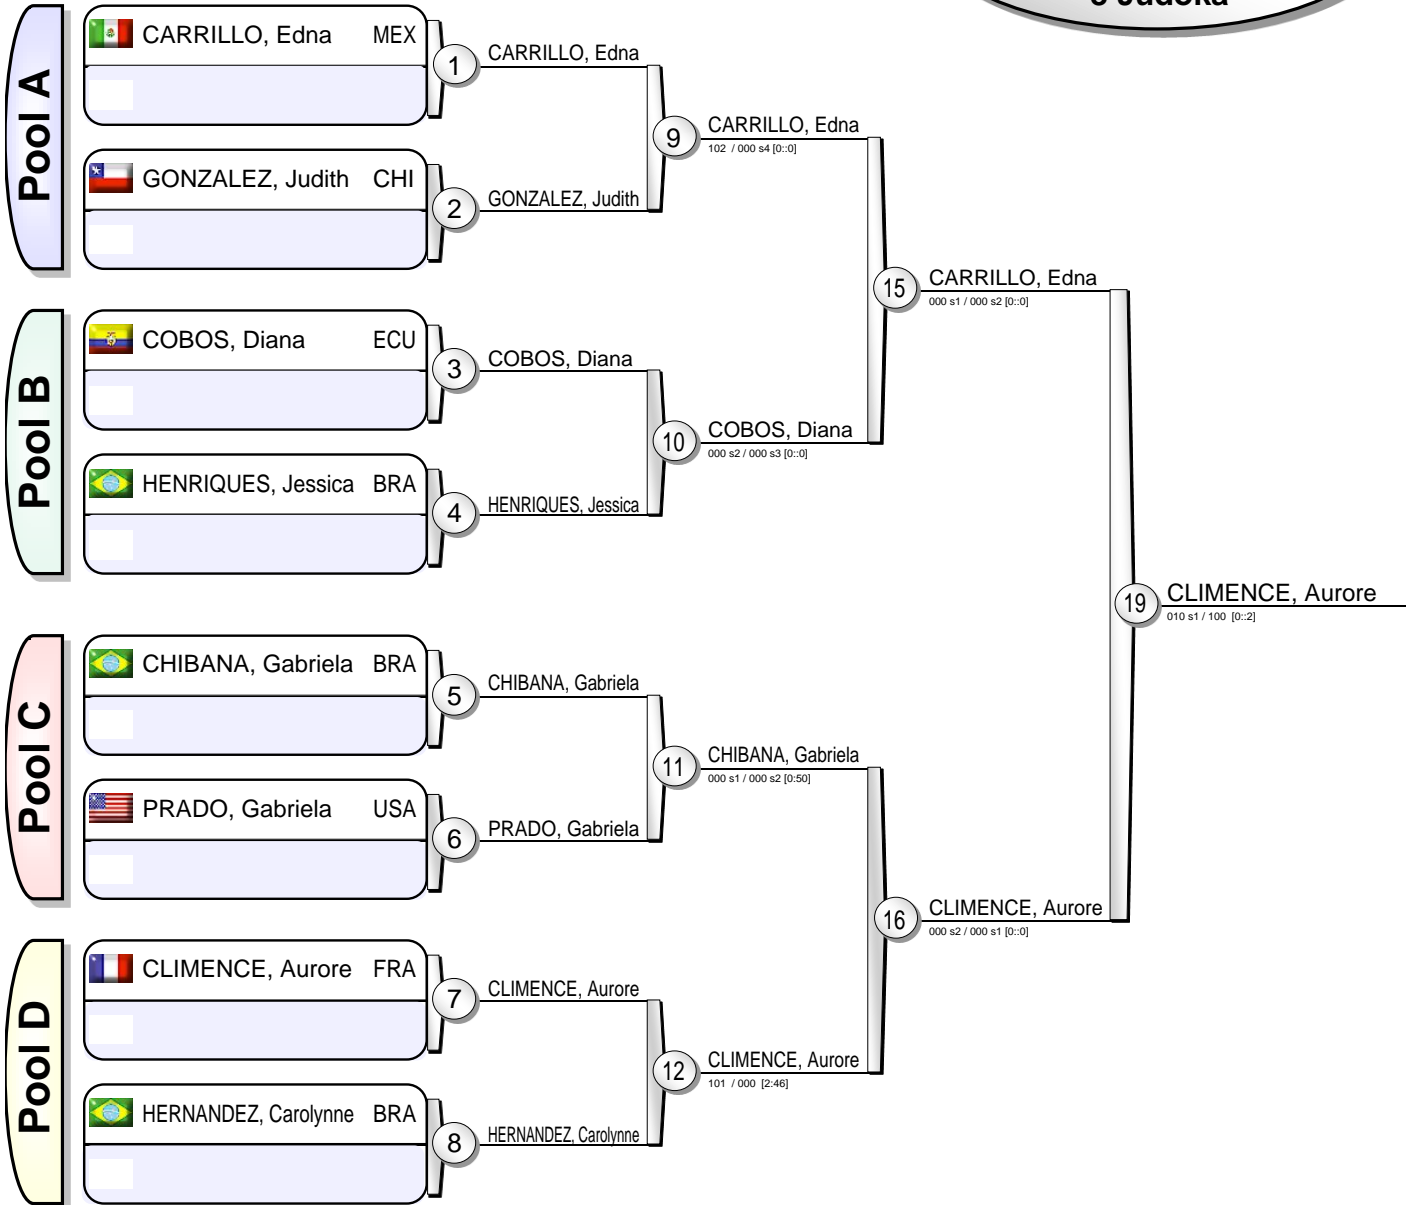 8 Judoka
Pool A
CARRILLO, Edna MEX
GONZALEZ, Judith CHI
1
2
CARRILLO, Edna
GONZALEZ, Judith
9
CARRILLO, Edna
102 / 000 s4 [0::0]
Pool B
COBOS, Diana ECU
HENRIQUES, Jessica BRA
3
4
COBOS, Diana
HENRIQUES, Jessica
10
COBOS, Diana
000 s2 / 000 s3 [0::0]
15
CARRILLO, Edna
000 s1 / 000 s2 [0::0]
Pool C
CHIBANA, Gabriela BRA
PRADO, Gabriela USA
5
6
CHIBANA, Gabriela
PRADO, Gabriela
11
CHIBANA, Gabriela
000 s1 / 000 s2 [0:50]
Pool D
CLIMENCE, Aurore FRA
HERNANDEZ, Carolynne BRA
7
8
CLIMENCE, Aurore
HERNANDEZ, Carolynne
12
CLIMENCE, Aurore
101 / 000 [2:46]
16
CLIMENCE, Aurore
000 s2 / 000 s1 [0::0]
19
CLIMENCE, Aurore
010 s1 / 100 [0::2]